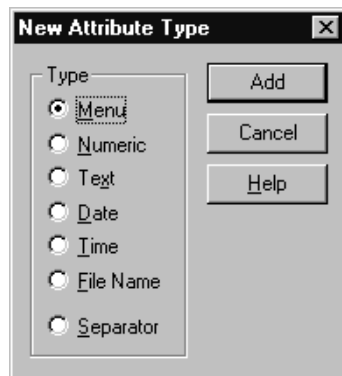 New Attribute Type
Type
Menu
Numeric
Text
Date
Time
File Name
Separator
Add
Cancel
Help